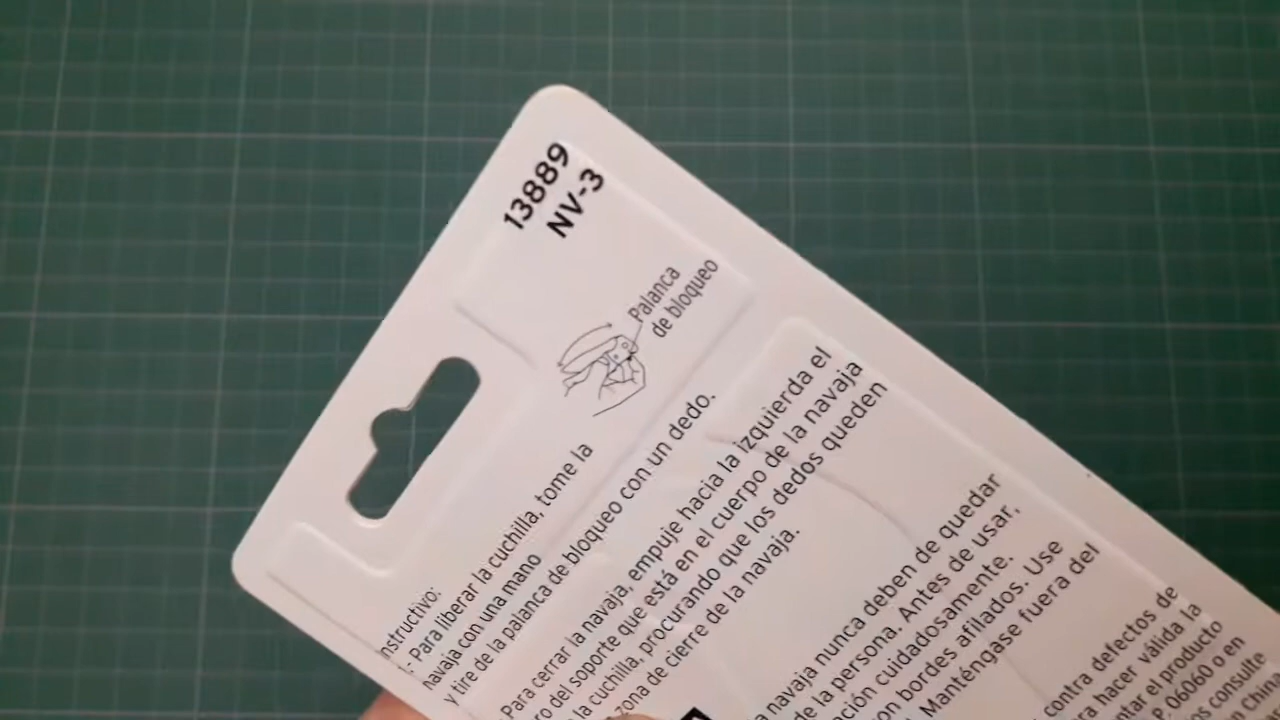 13889
NV-3
Palanca
de bloqueo
nstructivo:
- Para liberar la cuchilla, tome la
navaja con una mano
y tire de la palanca de bloqueo con un dedo.
Para cerrar la navaja, empuje hacia la izquierda el
ro del soporte que está en el cuerpo de la navaja
la cuchilla, procurando que los dedos queden
zona de cierre de la navaja.
a navaja nunca deben de quedar
de la persona. Antes de usar,
ción cuidadosamente.
on bordes afilados. Use
Manténgase fuera del
contra defectos de
a hacer válida la
tar el producto
06060 o en
os consulte
n China